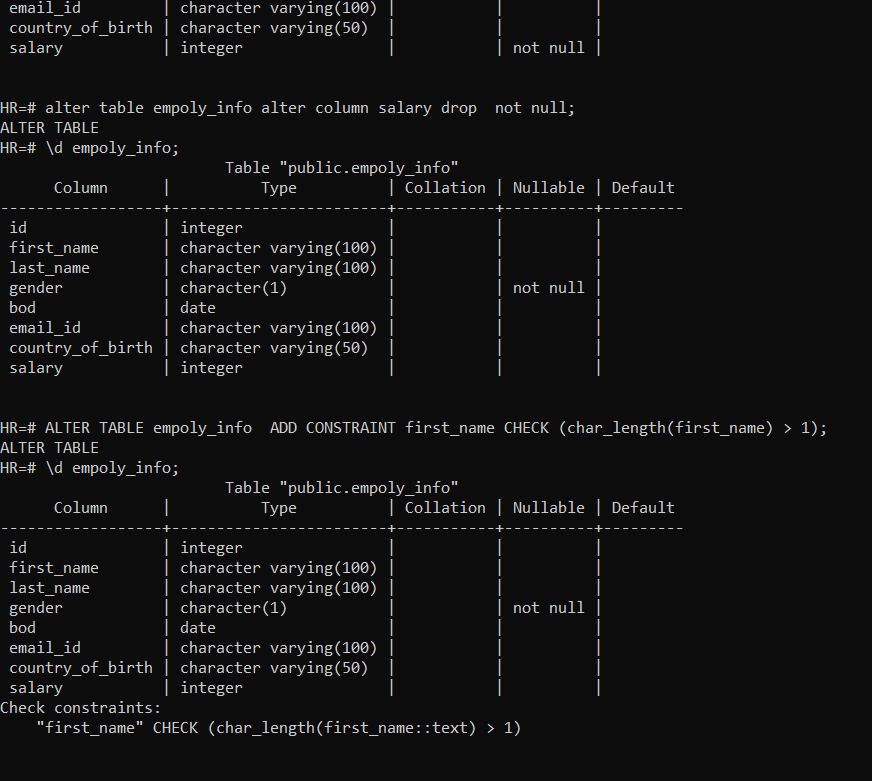 email_id         | character varying(100) |           |          |
 country_of_birth | character varying(50)  |           |          |
 salary           | integer                |           | not null |
HR=# alter table empoly_info alter column salary drop  not null;
ALTER TABLE
HR=# \d empoly_info;
                         Table "public.empoly_info"
      Column      |          Type          | Collation | Nullable | Default
------------------+------------------------+-----------+----------+---------
 id               | integer                |           |          |
 first_name       | character varying(100) |           |          |
 last_name        | character varying(100) |           |          |
 gender           | character(1)           |           | not null |
 bod              | date                   |           |          |
 email_id         | character varying(100) |           |          |
 country_of_birth | character varying(50)  |           |          |
 salary           | integer                |           |          |
HR=# ALTER TABLE empoly_info  ADD CONSTRAINT first_name CHECK (char_length(first_name) > 1);
ALTER TABLE
HR=# \d empoly_info;
                         Table "public.empoly_info"
      Column      |          Type          | Collation | Nullable | Default
------------------+------------------------+-----------+----------+---------
 id               | integer                |           |          |
 first_name       | character varying(100) |           |          |
 last_name        | character varying(100) |           |          |
 gender           | character(1)           |           | not null |
 bod              | date                   |           |          |
 email_id         | character varying(100) |           |          |
 country_of_birth | character varying(50)  |           |          |
 salary           | integer                |           |          |
Check constraints:
    "first_name" CHECK (char_length(first_name::text) > 1)